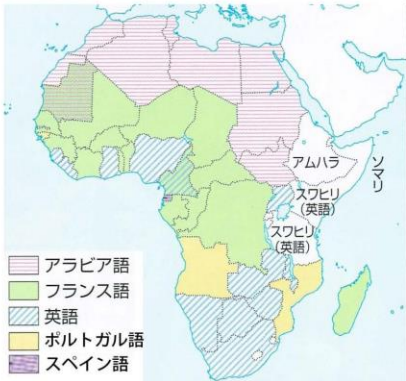 アムハラ
ソマリ
スワヒリ
(英語)
スワヒリ
(英語)
アラビア語
フランス語
英語
ポルトガル語
スペイン語